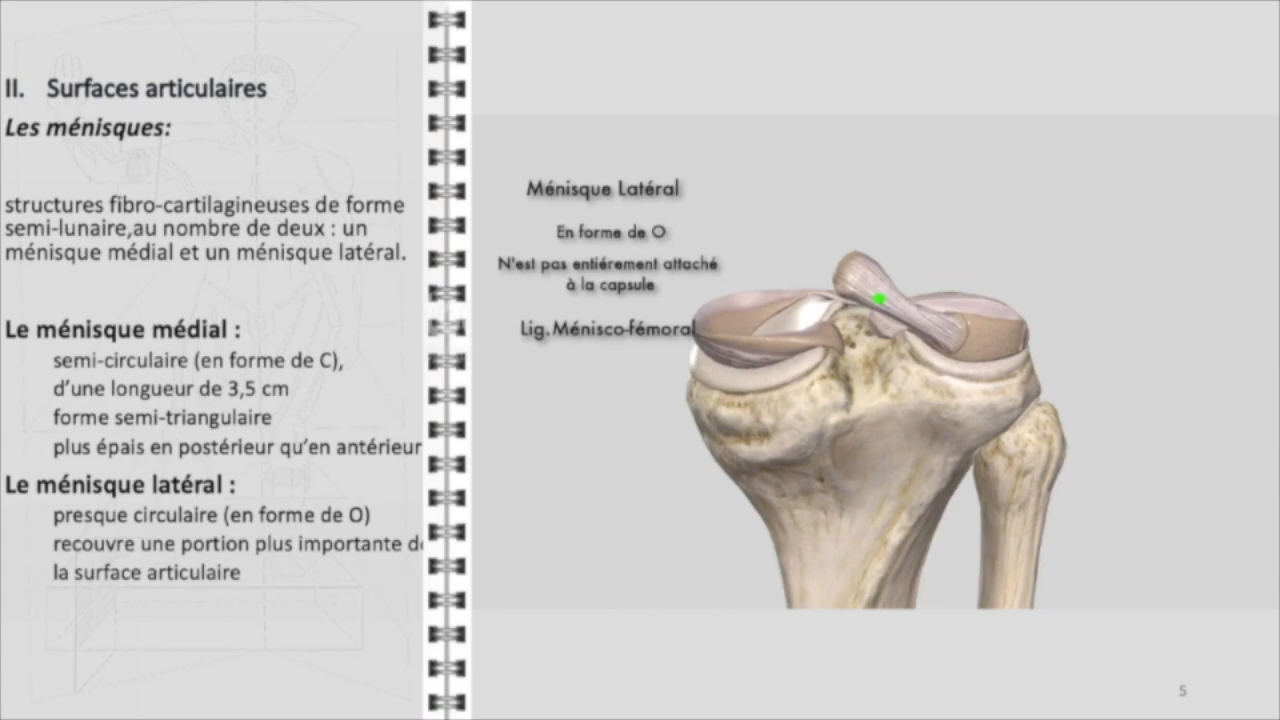 II. Surfaces articulaires
Les ménisques:
structures fibro-cartilagineuses de forme
semi-lunaire,au nombre de deux : un
ménisque médial et un ménisque latéral.
Le ménisque médial :
semi-circulaire (en forme de C),
d'une longueur de 3,5 cm
forme semi-triangulaire
plus épais en postérieur qu'en antérieur
Le ménisque latéral :
presque circulaire (en forme de O)
recouvre une portion plus importante de
la surface articulaire
Ménisque Latéral
En forme de O
N'est pas entiérement attaché
à la capsule
Lig. Ménisco-fémoral
5